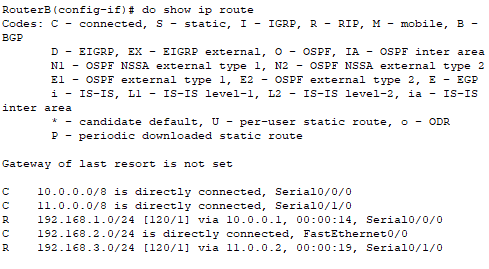 RouterB(config-if)# do show ip route
Codes: C - connected, S - static, I - IGRP, R - RIP, M - mobile, B -
BGP
       D - EIGRP, EX - EIGRP external, O - OSPF, IA - OSPF inter area
       N1 - OSPF NSSA external type 1, N2 - OSPF NSSA external type 2
       E1 - OSPF external type 1, E2 - OSPF external type 2, E - EGP
       i - IS-IS, L1 - IS-IS level-1, L2 - IS-IS level-2, ia - IS-IS
inter area
       * - candidate default, U - per-user static route, o - ODR
       P - periodic downloaded static route
Gateway of last resort is not set
C    10.0.0.0/8 is directly connected, Serial0/0/0
C    11.0.0.0/8 is directly connected, Serial0/1/0
R    192.168.1.0/24 [120/1] via 10.0.0.1, 00:00:14, Serial0/0/0
C    192.168.2.0/24 is directly connected, FastEthernet0/0
R    192.168.3.0/24 [120/1] via 11.0.0.2, 00:00:19, Serial0/1/0